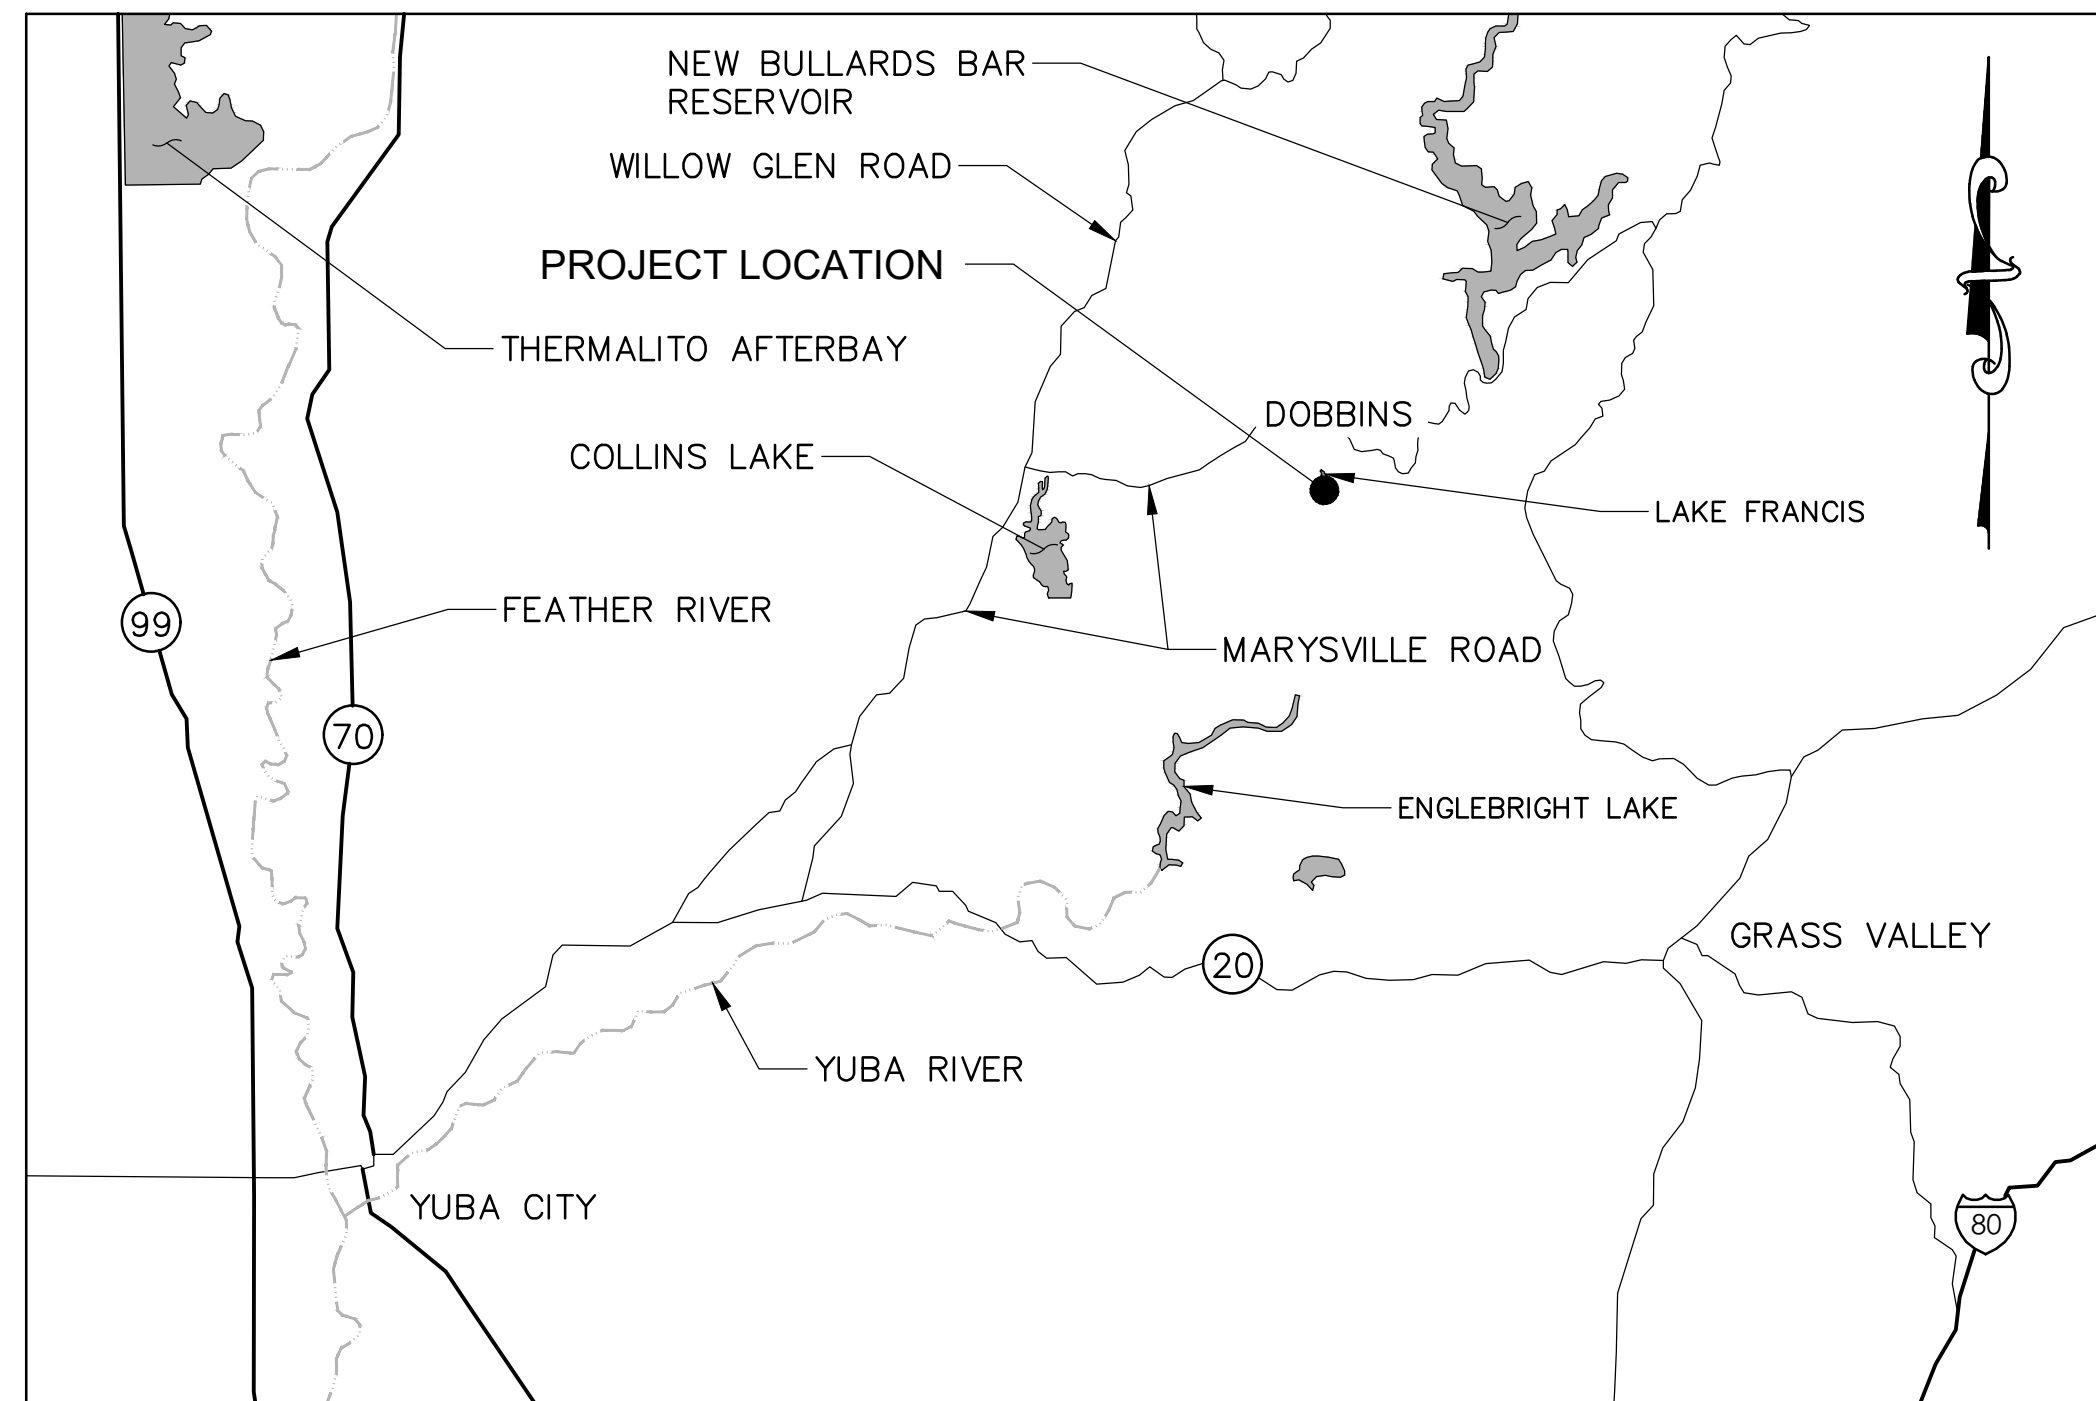 NEW BULLARDS BAR
RESERVOIR
WILLOW GLEN ROAD
PROJECT LOCATION
THERMALITO AFTERBAY
DOBBINS
COLLINS LAKE
LAKE FRANCIS
FEATHER RIVER
99
MARYSVILLE ROAD
70
ENGLEBRIGHT LAKE
GRASS VALLEY
20
YUBA RIVER
YUBA CITY
80